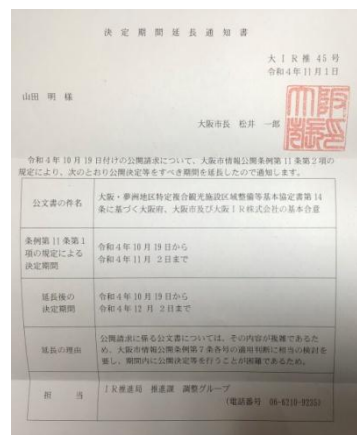 決定期間延長通知書
大ＩＲ推45号
令和4年11月1日
山田 明 様
大阪市長 松井 一郎
令和4年10月19日付けの公開請求について、大阪市情報公開条例第11条第2項の
規定により、次のとおり公開決定等をすべき期間を延長したので通知します。
公文書の件名
大阪・夢洲地区特定複合観光施設区域整備等基本協定書第14
条に基づく大阪府、大阪市及び大阪ＩＲ株式会社の基本合意
条例第11条第1
項の規定による
決定期間
令和4年10月19日から
令和4年11月 2日まで
延長後の
決定期間
令和4年10月19日から
令和4年12月 2日まで
延長の理由
公開請求に係る公文書については、その内容が複雑であるた
め、大阪市情報公開条例第7条各号の適用判断に相当の検討を
要し、期間内に公開決定等を行うことが困難であるため。
担 当
ＩＲ推進局 推進課 調整グループ
(電話番号 06-6210-9235)